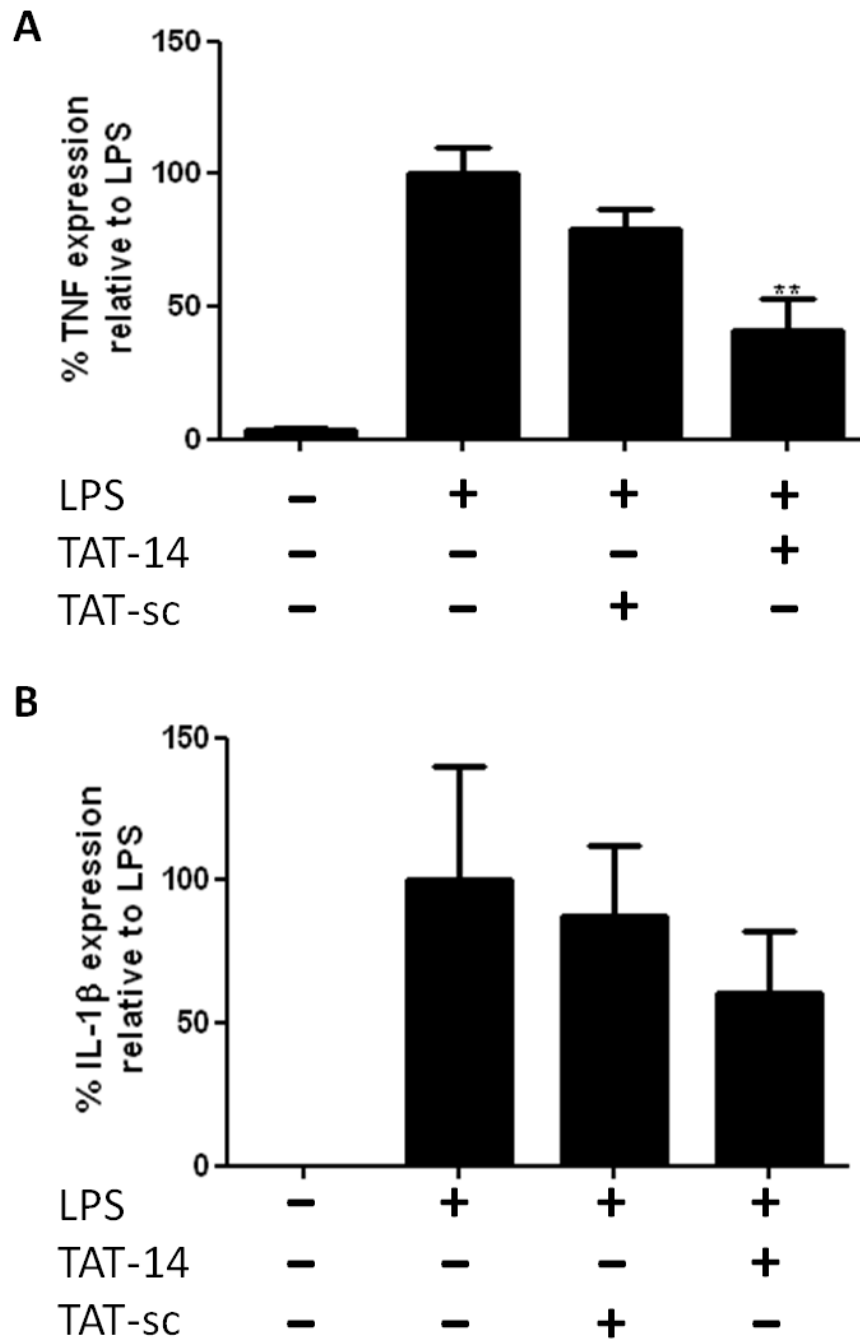 A
% TNF expression
relative to LPS
150
100
50
0
**
LPS − + + +
TAT-14 − − − +
TAT-sc − − + −
B
% IL-1β expression
relative to LPS
150
100
50
0
LPS − + + +
TAT-14 − − − +
TAT-sc − − + −